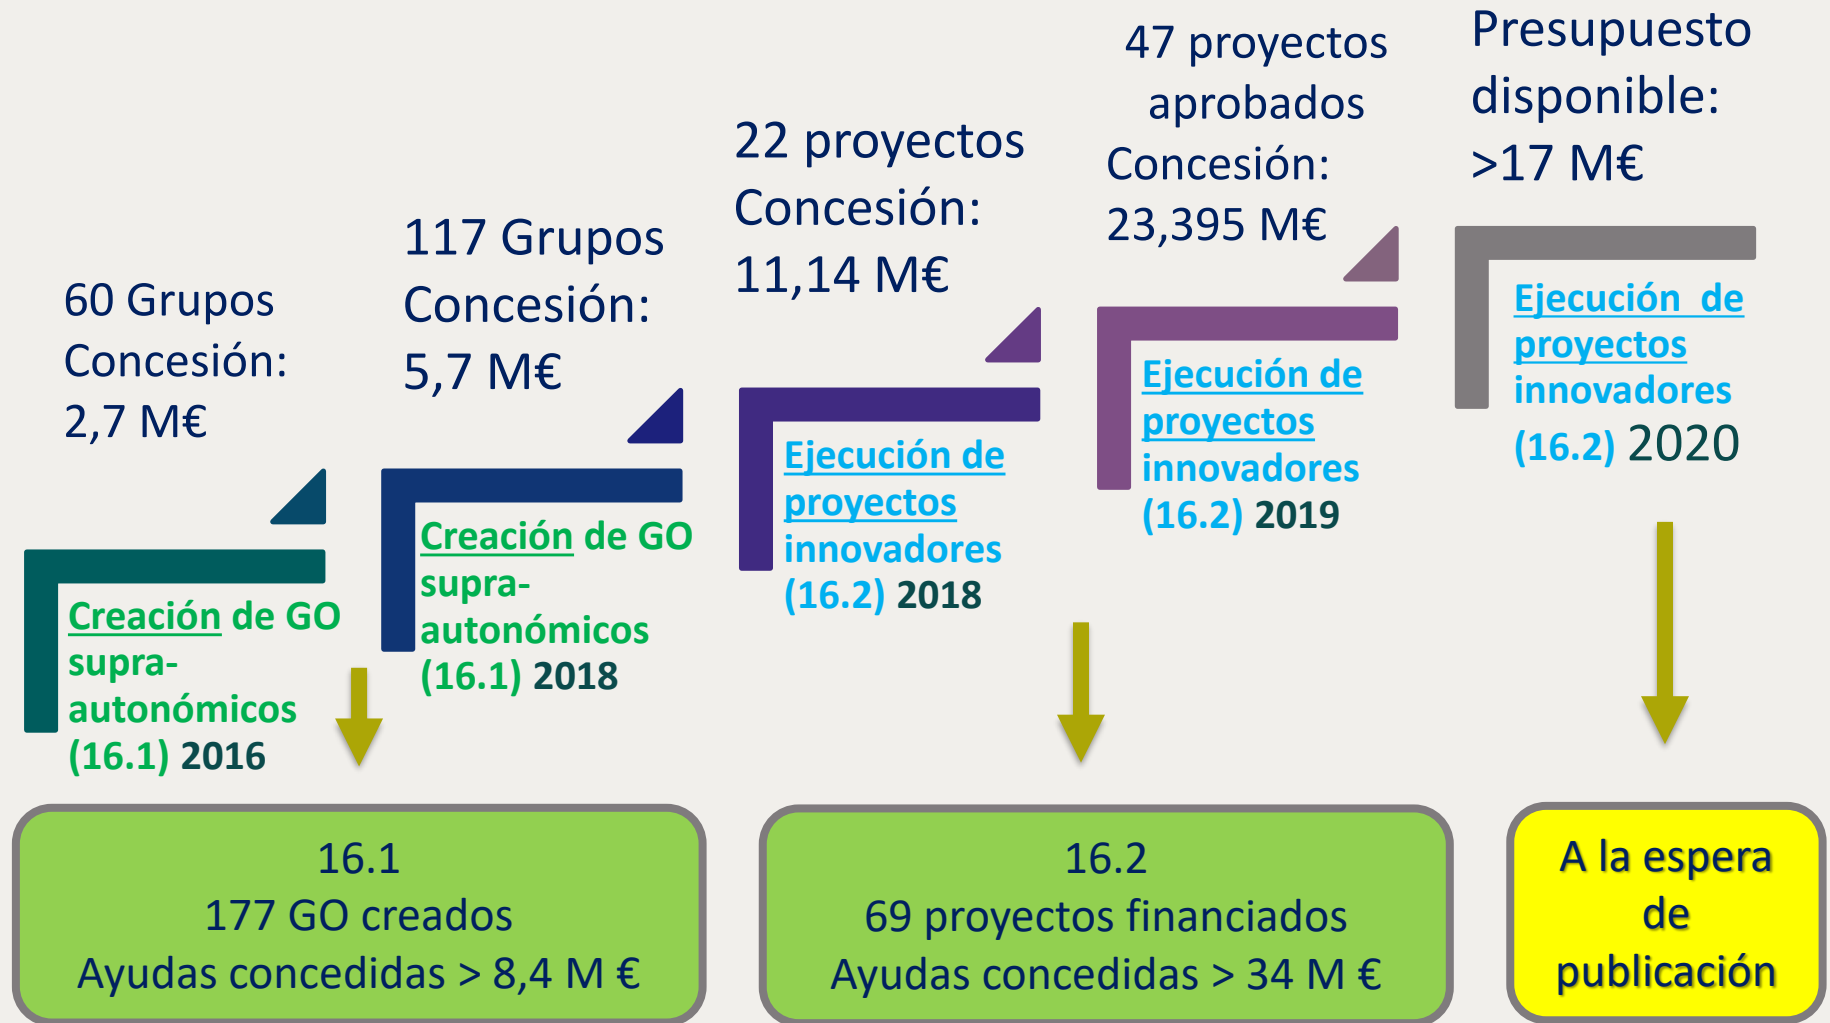 60 Grupos
Concesión:
2,7 M€
Creación de GO
supra-
autonómicos
(16.1) 2016
117 Grupos
Concesión:
5,7 M€
Creación de GO
supra-
autonómicos
(16.1) 2018
22 proyectos
Concesión:
11,14 M€
Ejecución de
proyectos
innovadores
(16.2) 2018
47 proyectos
aprobados
Concesión:
23,395 M€
Ejecución de
proyectos
innovadores
(16.2) 2019
Presupuesto
disponible:
>17 M€
Ejecución de
proyectos
innovadores
(16.2) 2020
16.1
177 GO creados
Ayudas concedidas > 8,4 M €
16.2
69 proyectos financiados
Ayudas concedidas > 34 M €
A la espera
de
publicación